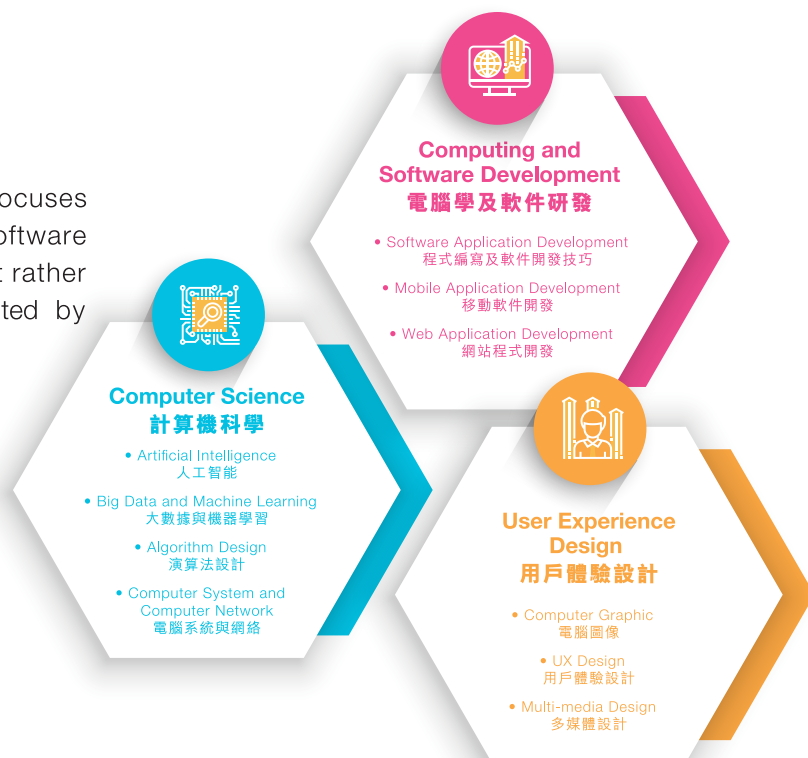 ocuses
oftware
t rather
ted by
Computing and
Software Development
電腦學及軟件研發
• Software Application Development
程式編寫及軟件開發技巧
• Mobile Application Development
移動軟件開發
• Web Application Development
網站程式開發
Computer Science
計算機科學
• Artificial Intelligence
人工智能
• Big Data and Machine Learning
大數據與機器學習
• Algorithm Design
演算法設計
• Computer System and
Computer Network
電腦系統與網絡
User Experience
Design
用戶體驗設計
• Computer Graphic
電腦圖像
• UX Design
用戶體驗設計
• Multi-media Design
多媒體設計